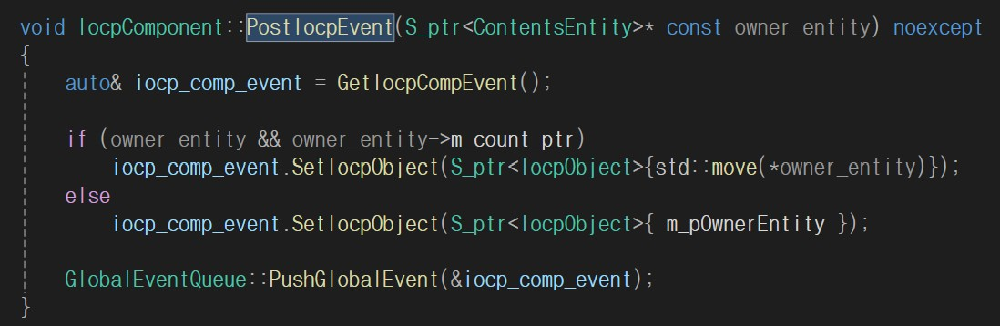 void IocpComponent::PostIocpEvent(S_ptr<ContentsEntity>* const owner_entity) noexcept
{
    auto& iocp_comp_event = GetIocpCompEvent();

    if (owner_entity && owner_entity->m_count_ptr)
        iocp_comp_event.SetIocpObject(S_ptr<IocpObject>{std::move(*owner_entity)});
    else
        iocp_comp_event.SetIocpObject(S_ptr<IocpObject>{ m_pOwnerEntity });

    GlobalEventQueue::PushGlobalEvent(&iocp_comp_event);
}